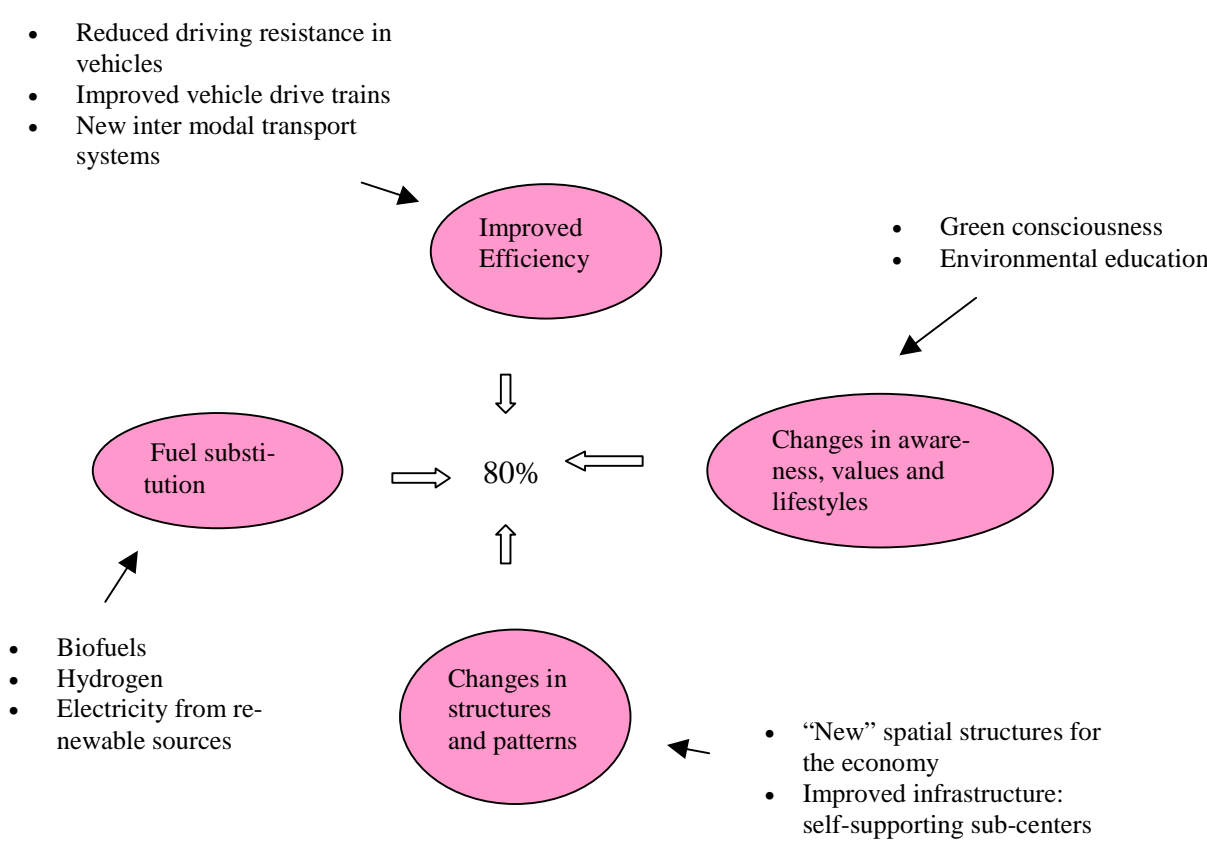 • Reduced driving resistance in
vehicles
• Improved vehicle drive trains
• New inter modal transport
systems
Improved
Efficiency
• Green consciousness
• Environmental education
Fuel substi-
tution
80%
Changes in aware-
ness, values and
lifestyles
• Biofuels
• Hydrogen
• Electricity from re-
newable sources
Changes in
structures
and patterns
• “New” spatial structures for
the economy
• Improved infrastructure:
self-supporting sub-centers